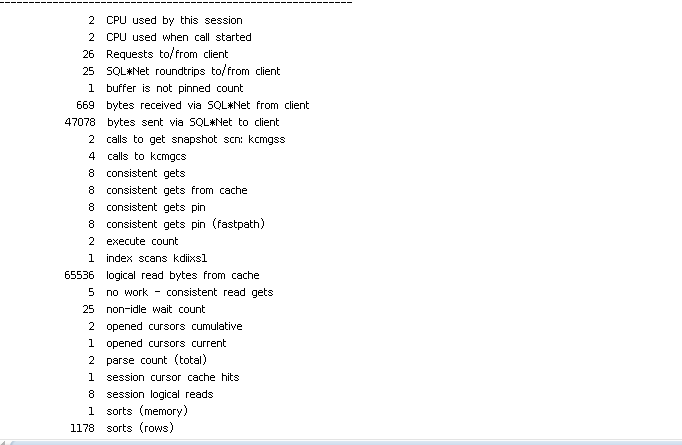 2 CPU used by this session
2 CPU used when call started
26 Requests to/from client
25 SQL*Net roundtrips to/from client
1 buffer is not pinned count
669 bytes received via SQL*Net from client
47078 bytes sent via SQL*Net to client
2 calls to get snapshot scn: kcmgss
4 calls to kcmgcs
8 consistent gets
8 consistent gets from cache
8 consistent gets pin
8 consistent gets pin (fastpath)
2 execute count
1 index scans kdiixs1
65536 logical read bytes from cache
5 no work - consistent read gets
25 non-idle wait count
2 opened cursors cumulative
1 opened cursors current
2 parse count (total)
1 session cursor cache hits
8 session logical reads
1 sorts (memory)
1178 sorts (rows)